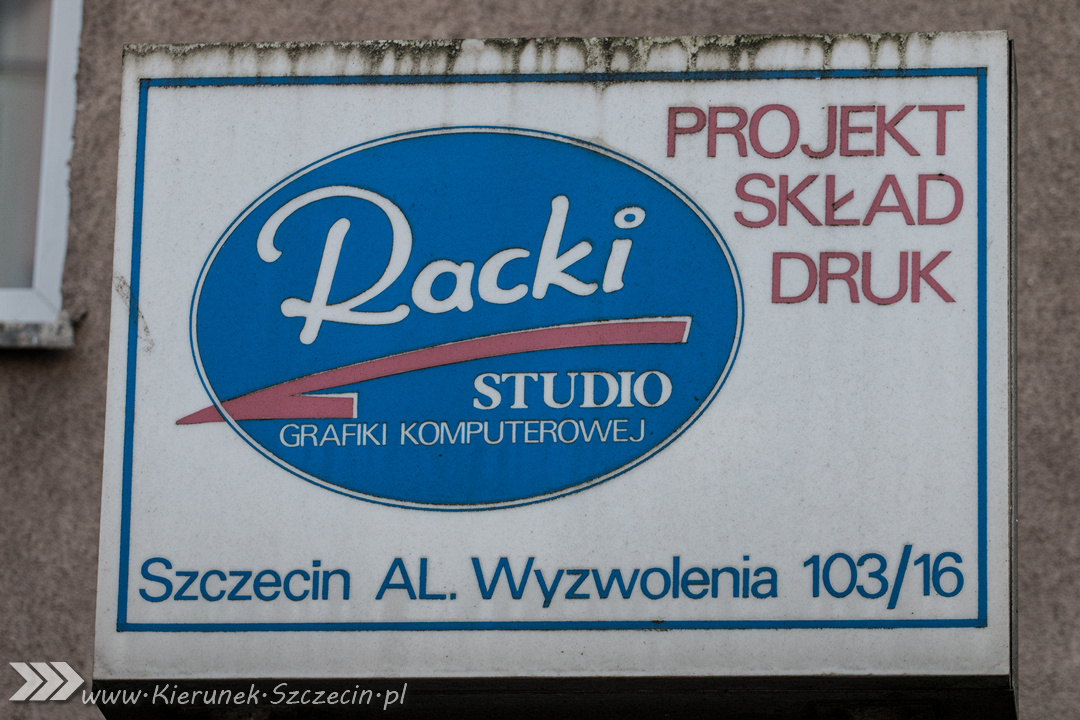 PROJEKT
SKŁAD
DRUK
Racki
STUDIO
GRAFIKI KOMPUTEROWEJ
Szczecin AL. Wyzwolenia 103/16
www·Kierunek·Szczecin·pl